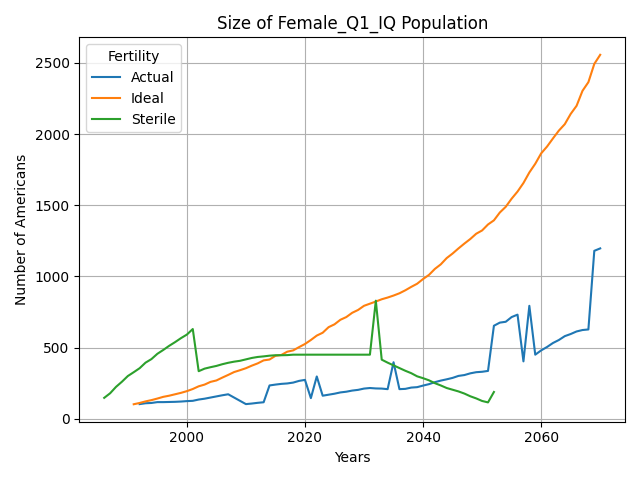 Size of Female_Q1_IQ Population
Fertility
Actual
Ideal
Sterile
Number of Americans
2500
2000
1500
1000
500
0
2000
2020
2040
2060
Years